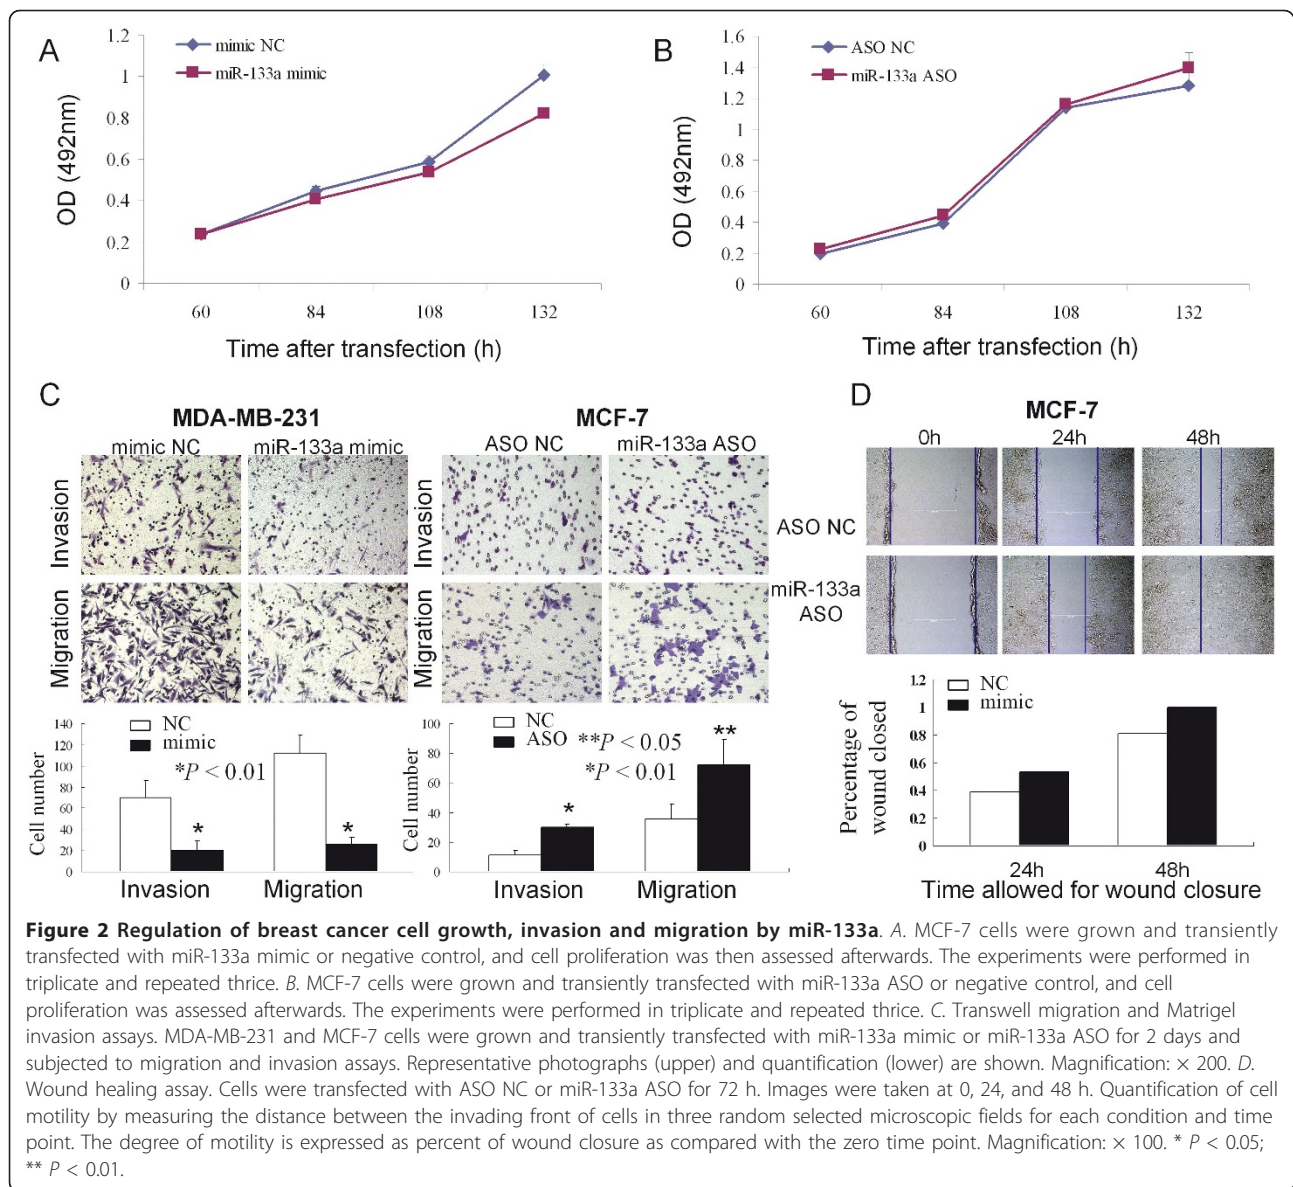 A
mimic NC
miR-133a mimic
1.2
1
0.8
0.6
0.4
0.2
0
OD (492nm)
60 84 108 132
Time after transfection (h)
B
ASO NC
miR-133a ASO
1.6
1.4
1.2
1
0.8
0.6
0.4
0.2
0
OD (492nm)
60 84 108 132
Time after transfection (h)
C
MDA-MB-231
mimic NC miR-133a mimic
Invasion
Migration
MCF-7
ASO NC miR-133a ASO
Invasion
Migration
140
120
100
80
60
40
20
0
Cell number
NC
mimic
*P < 0.01
* *
Invasion Migration
100
80
60
40
20
0
Cell number
NC
ASO
**P < 0.05
*P < 0.01
* **
Invasion Migration
D
MCF-7
0h 24h 48h
ASO NC
miR-133a
ASO
1.2
1
0.8
0.6
0.4
0.2
0
Percentage of
wound closed
NC
mimic
24h 48h
Time allowed for wound closure
Figure 2 Regulation of breast cancer cell growth, invasion and migration by miR-133a. A. MCF-7 cells were grown and transiently
transfected with miR-133a mimic or negative control, and cell proliferation was then assessed afterwards. The experiments were performed in
triplicate and repeated thrice. B. MCF-7 cells were grown and transiently transfected with miR-133a ASO or negative control, and cell
proliferation was assessed afterwards. The experiments were performed in triplicate and repeated thrice. C. Transwell migration and Matrigel
invasion assays. MDA-MB-231 and MCF-7 cells were grown and transiently transfected with miR-133a mimic or miR-133a ASO for 2 days and
subjected to migration and invasion assays. Representative photographs (upper) and quantification (lower) are shown. Magnification: × 200. D.
Wound healing assay. Cells were transfected with ASO NC or miR-133a ASO for 72 h. Images were taken at 0, 24, and 48 h. Quantification of cell
motility by measuring the distance between the invading front of cells in three random selected microscopic fields for each condition and time
point. The degree of motility is expressed as percent of wound closure as compared with the zero time point. Magnification: × 100. * P < 0.05;
** P < 0.01.